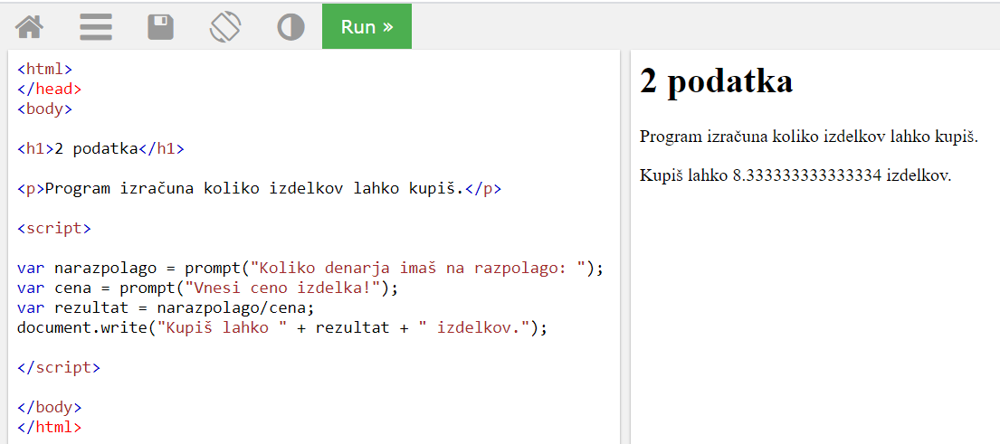 Run »
<html>
</head>
<body>
<h1>2 podatka</h1>
<p>Program izračuna koliko izdelkov lahko kupiš.</p>
<script>
var narazpolago = prompt("Koliko denarja imaš na razpolago: ");
var cena = prompt("Vnesi ceno izdelka!");
var rezultat = narazpolago/cena;
document.write("Kupiš lahko " + rezultat + " izdelkov.");
</script>
</body>
</html>
2 podatka
Program izračuna koliko izdelkov lahko kupiš.
Kupiš lahko 8.333333333333334 izdelkov.